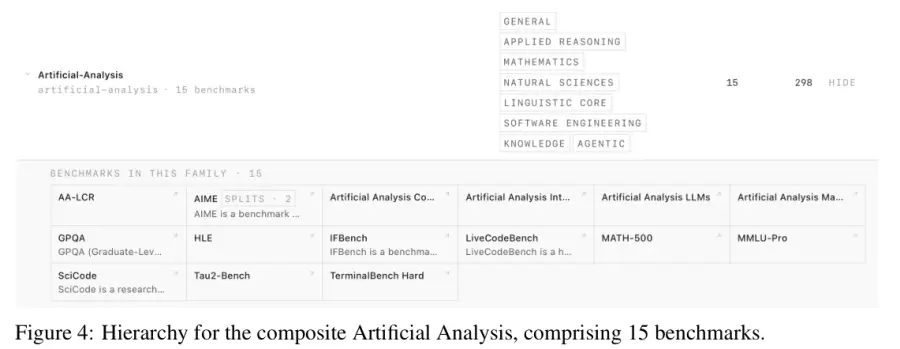 GENERAL
APPLIED REASONING
MATHEMATICS
Artificial-Analysis
artificial-analysis · 15 benchmarks
NATURAL SCIENCES
15 298 HIDE
LINGUISTIC CORE
SOFTWARE ENGINEERING
KNOWLEDGE AGENTIC
BENCHMARKS IN THIS FAMILY · 15
AA-LCR
AIME SPLITS · 2
AIME is a benchmark ...
Artificial Analysis Co...
Artificial Analysis Int...
Artificial Analysis LLMs
Artificial Analysis Ma...
GPQA
GPQA (Graduate-Lev...
HLE
IFBench
IFBench is a benchma...
LiveCodeBench
LiveCodeBench is a h...
MATH-500
MMLU-Pro
SciCode
SciCode is a research...
Tau2-Bench
TerminalBench Hard
Figure 4: Hierarchy for the composite Artificial Analysis, comprising 15 benchmarks.